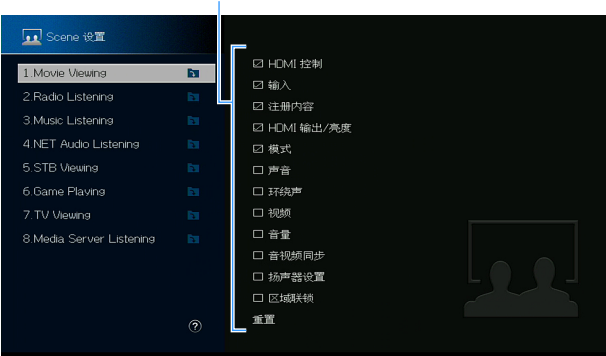 Scene 设置
1.Movie Viewing
2.Radio Listening
3.Music Listening
4.NET Audio Listening
5.STB Viewing
6.Game Playing
7.TV Viewing
8.Media Server Listening
?
HDMI 控制
输入
注册内容
HDMI 输出/亮度
模式
声音
环绕声
视频
音量
音视频同步
扬声器设置
区域联锁
重置